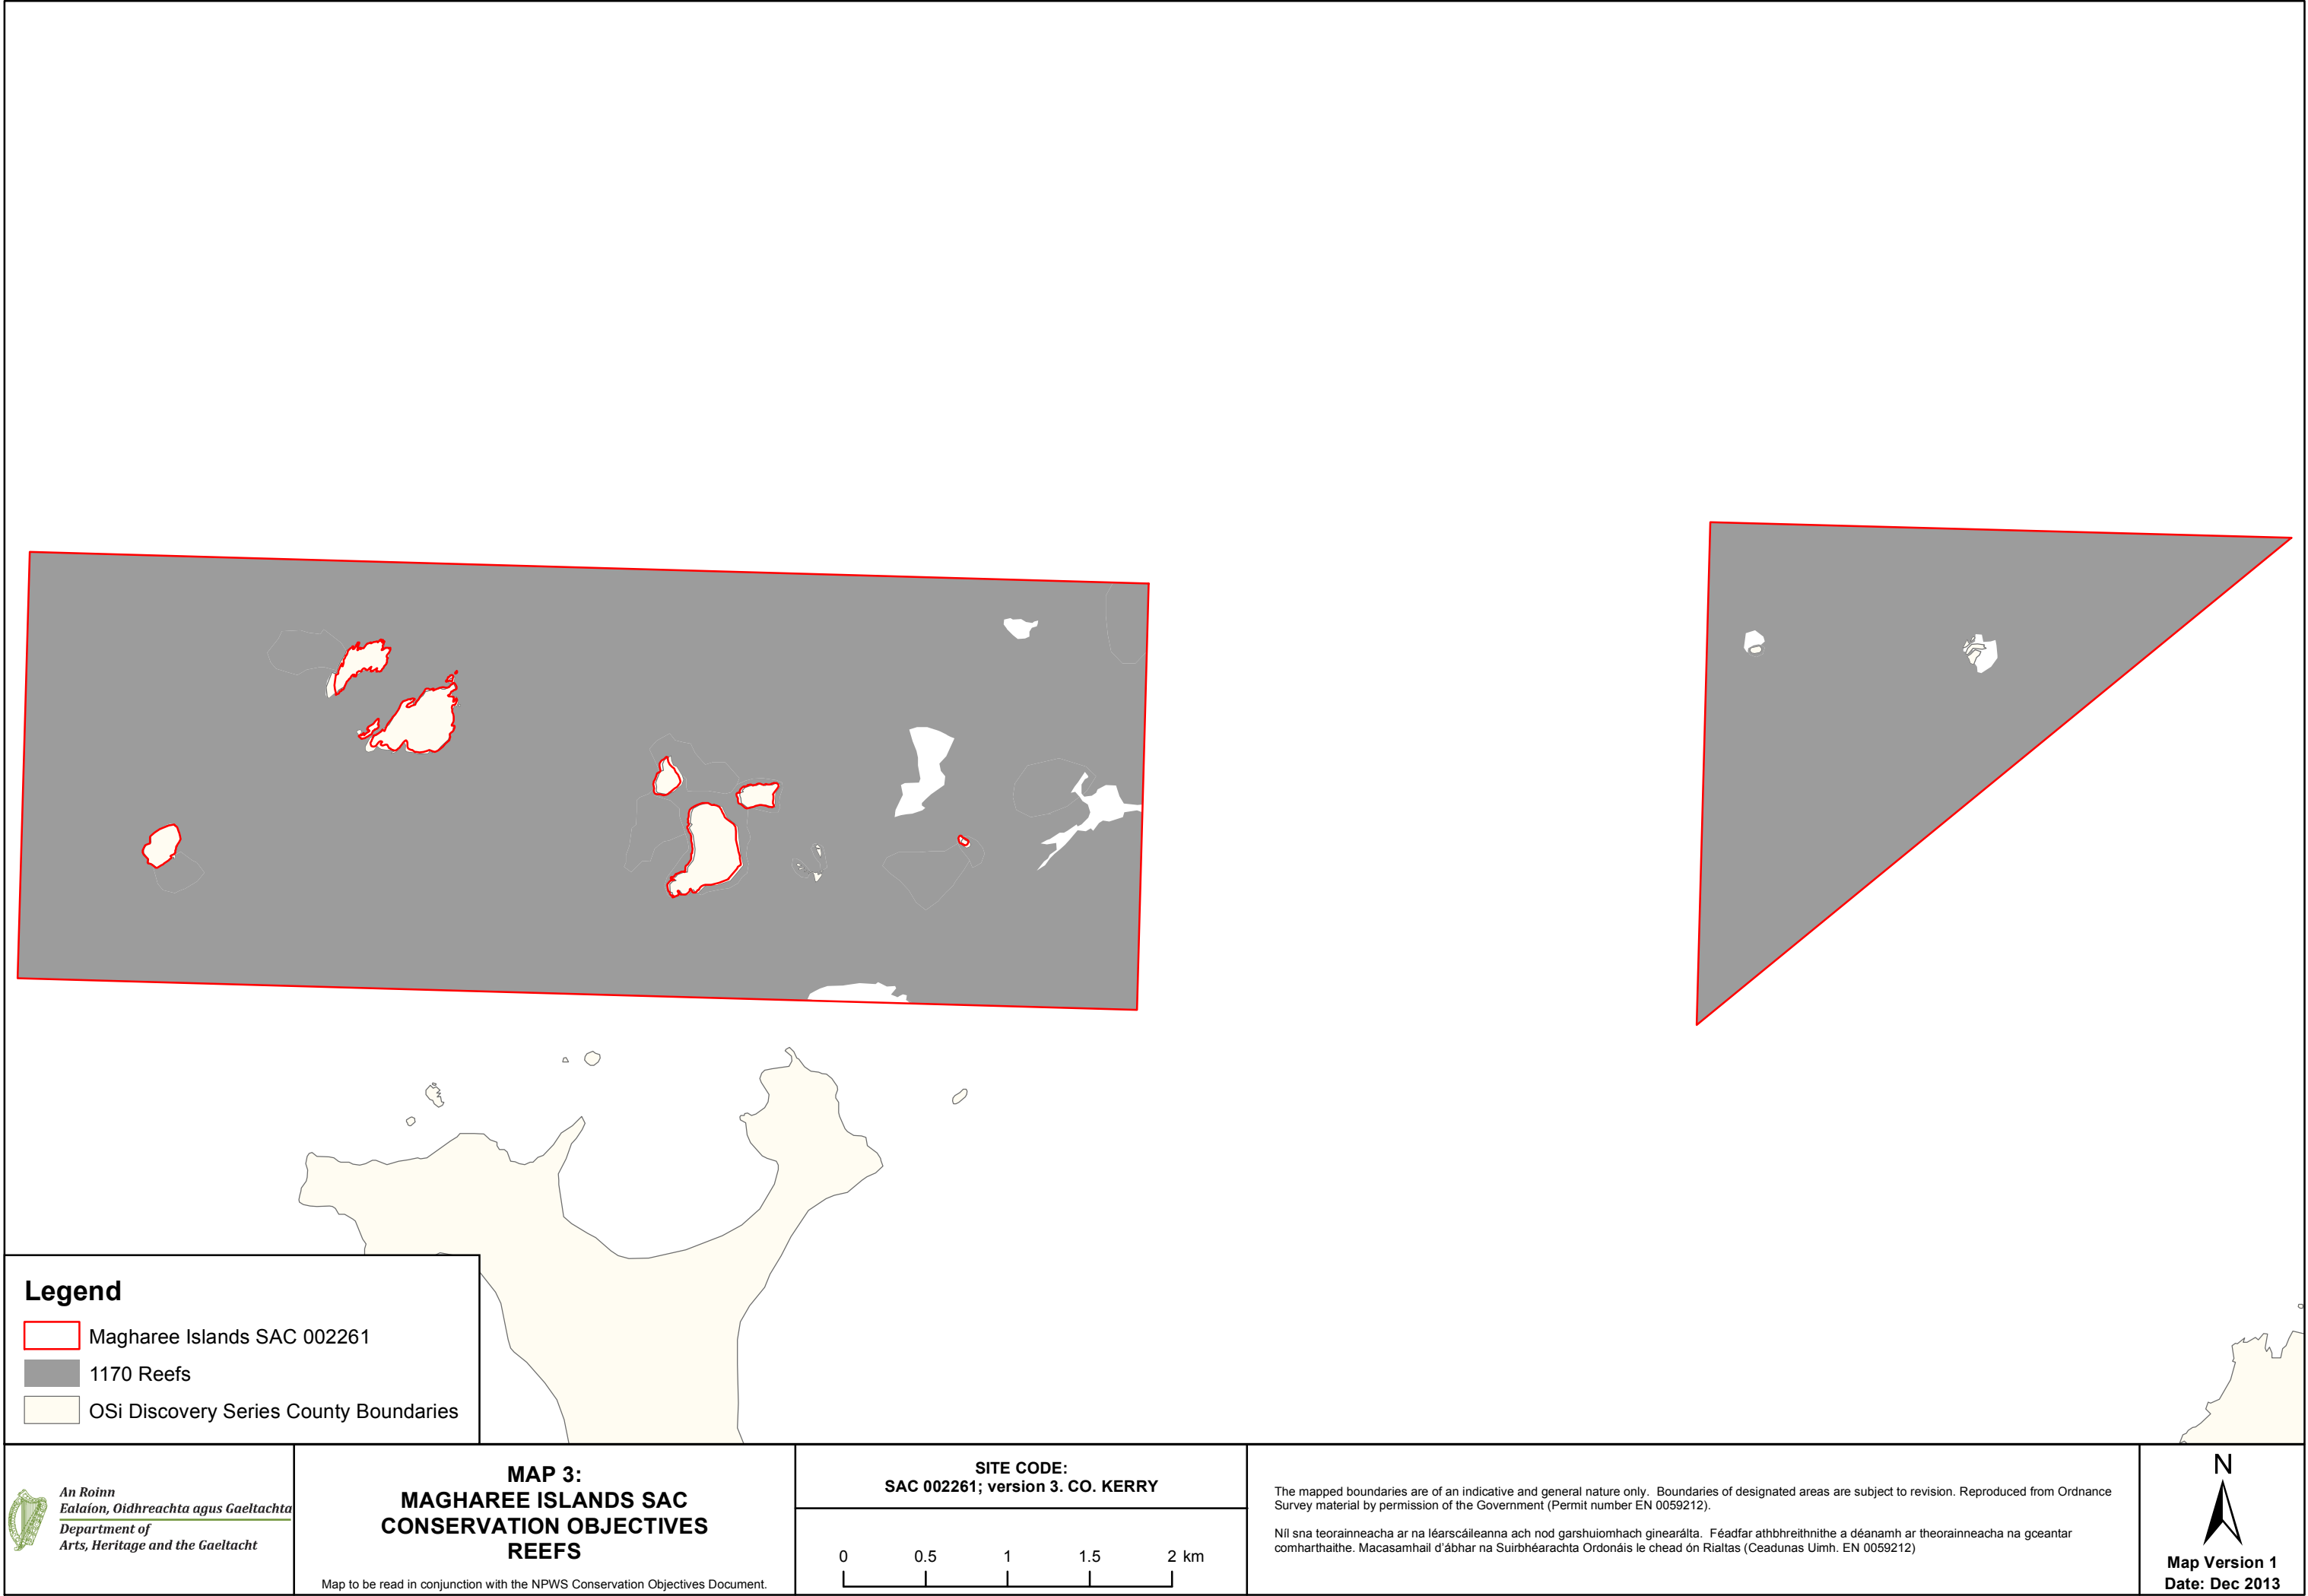 Legend
Magharee Islands SAC 002261
1170 Reefs
OSi Discovery Series County Boundaries
An Roinn
Ealaíon, Oidhreachta agus Gaeltachta
Department of
Arts, Heritage and the Gaeltacht
MAP 3:
MAGHAREE ISLANDS SAC
CONSERVATION OBJECTIVES
REEFS
Map to be read in conjunction with the NPWS Conservation Objectives Document.
SITE CODE:
SAC 002261; version 3. CO. KERRY
0 0.5 1 1.5 2 km
The mapped boundaries are of an indicative and general nature only. Boundaries of designated areas are subject to revision. Reproduced from Ordnance
Survey material by permission of the Government (Permit number EN 0059212).
Níl sna teorainneacha ar na léarscáileanna ach nod garshuiomhach ginearálta. Féadfar athbhreithnithe a déanamh ar theorainneacha na gceantar
comharthaithe. Macasamhail d'ábhar na Suirbhéarachta Ordonáis le chead ón Rialtas (Ceadunas Uimh. EN 0059212)
N
Map Version 1
Date: Dec 2013